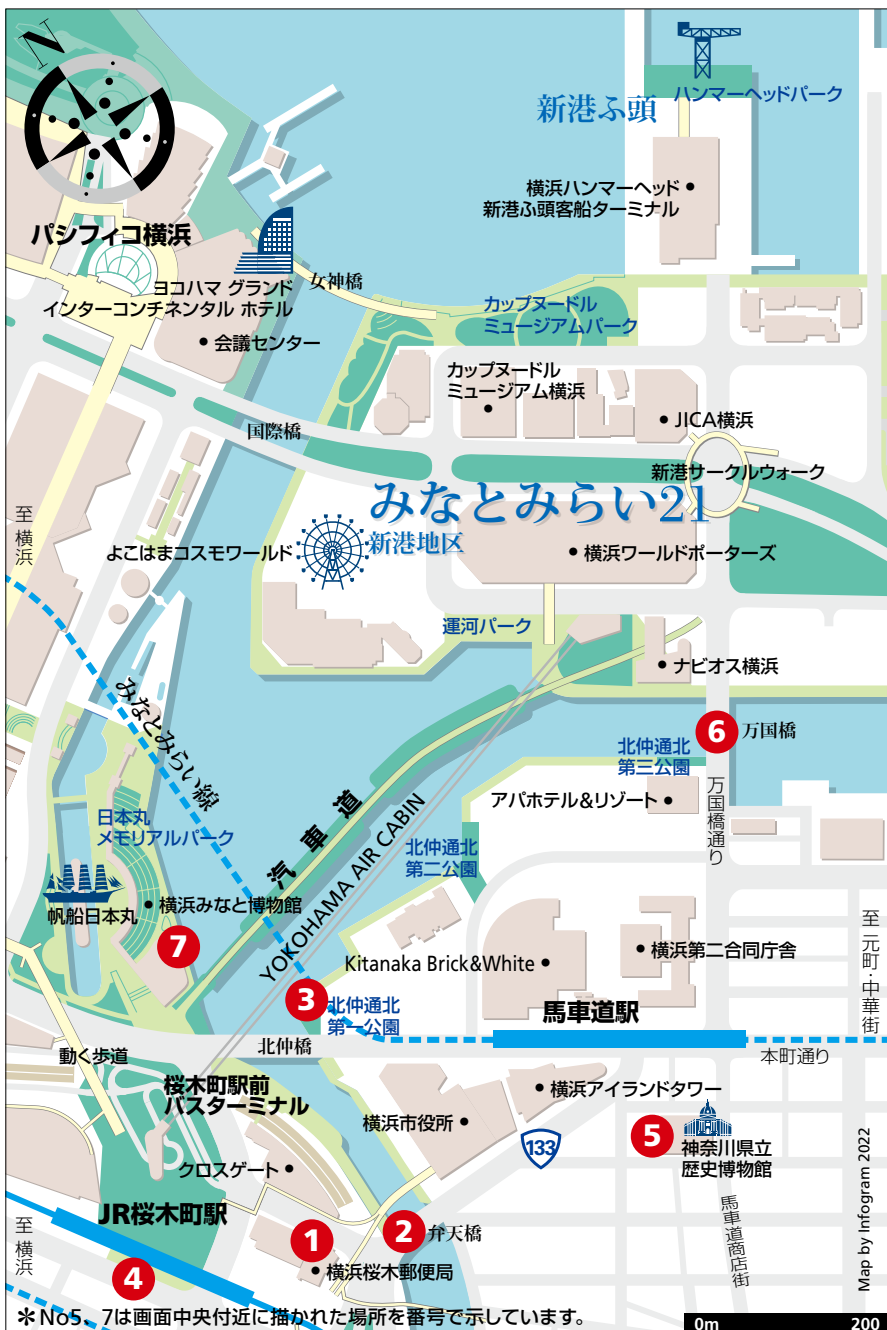 N
新港ふ頭
ハンマーヘッドパーク
横浜ハンマーヘッド
新港ふ頭客船ターミナル
パシフィコ横浜
ヨコハマ グランド
インターコンチネンタル ホテル
女神橋
会議センター
カップヌードル
ミュージアムパーク
カップヌードル
ミュージアム横浜
JICA横浜
国際橋
新港サークルウォーク
みなとみらい21
新港地区
至 横浜
よこはまコスモワールド
横浜ワールドポーターズ
運河パーク
ナビオス横浜
みなとみらい線
6
万国橋
北仲通北
第三公園
アパホテル&リゾート
万国橋通り
日本丸
メモリアルパーク
汽車道
YOKOHAMA AIR CABIN
北仲通北
第二公園
帆船日本丸
横浜みなと博物館
7
Kitanaka Brick&White
横浜第二合同庁舎
至 元町・中華街
3
北仲通北
第一公園
馬車道駅
北仲橋
本町通り
動く歩道
桜木町駅前
バスターミナル
横浜アイランドタワー
横浜市役所
133
5
神奈川県立
歴史博物館
クロスゲート
馬車道商店街
JR桜木町駅
至 横浜
1
2
弁天橋
横浜桜木郵便局
4
Map by Infogram 2022
＊No5、7は画面中央付近に描かれた場所を番号で示しています。
0m 200